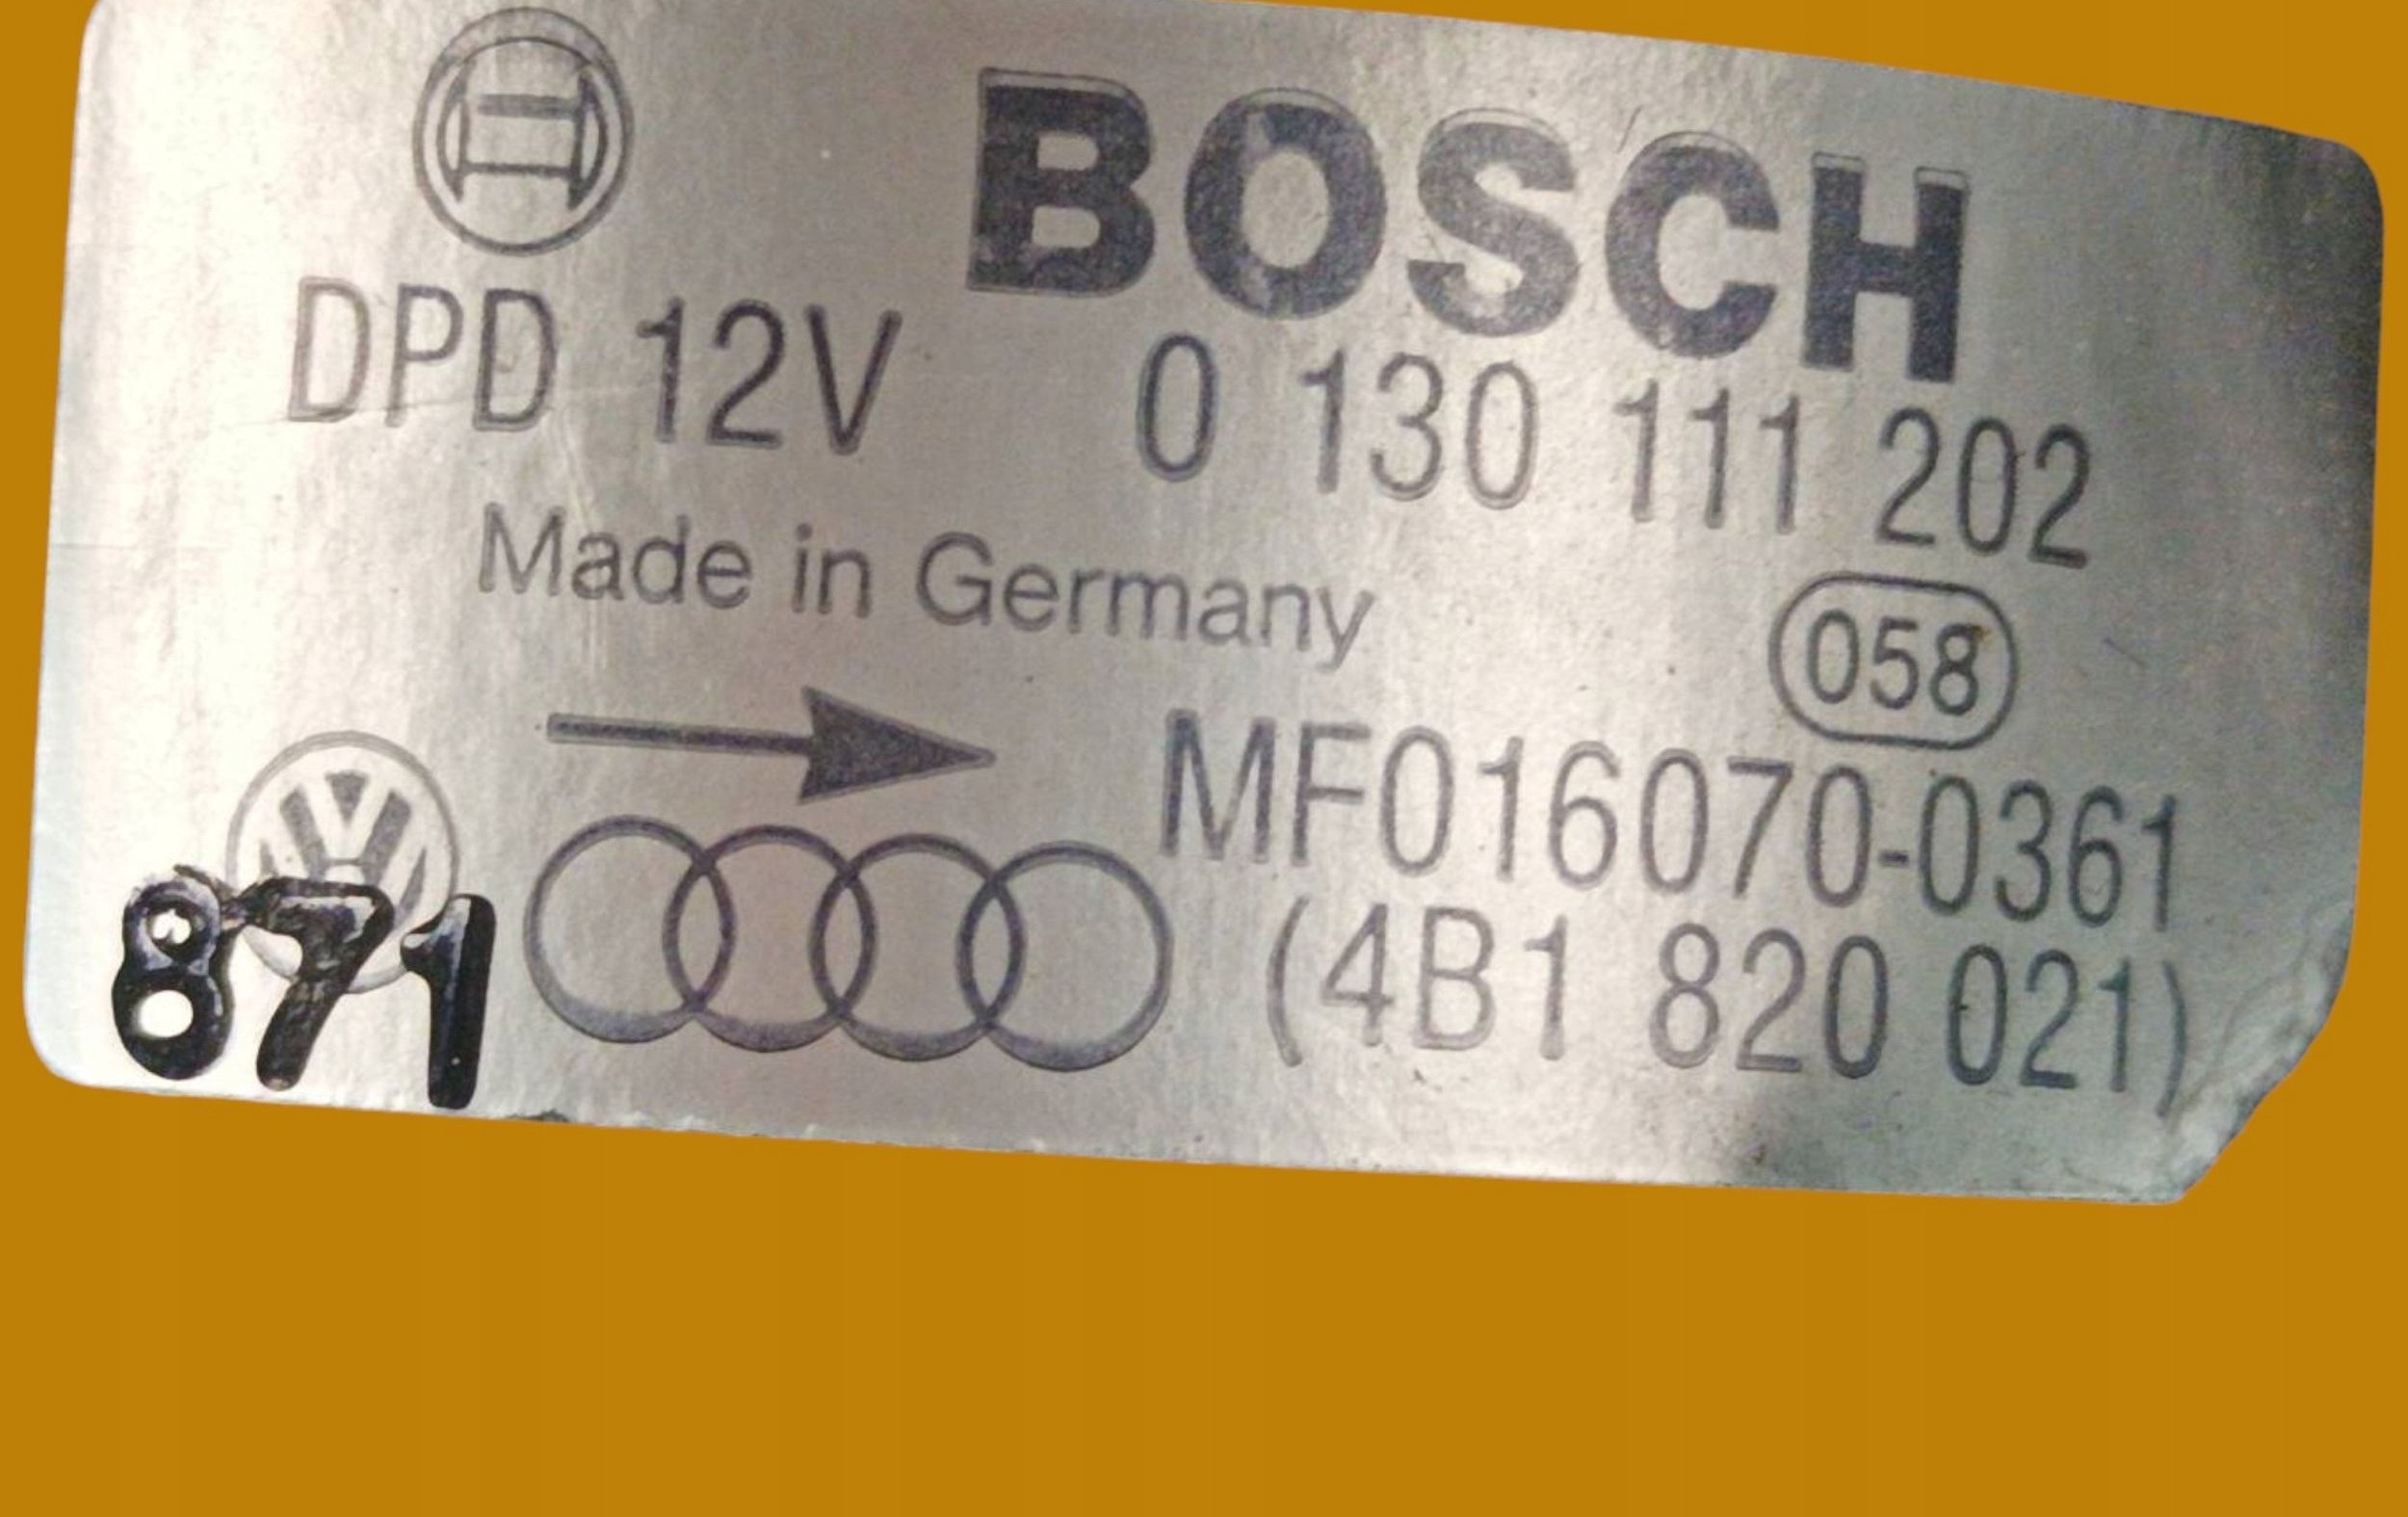 BOSCH
DPD 12V 0 130 111 202
Made in Germany
058
MF016070-0361
871 (4B1 820 021)